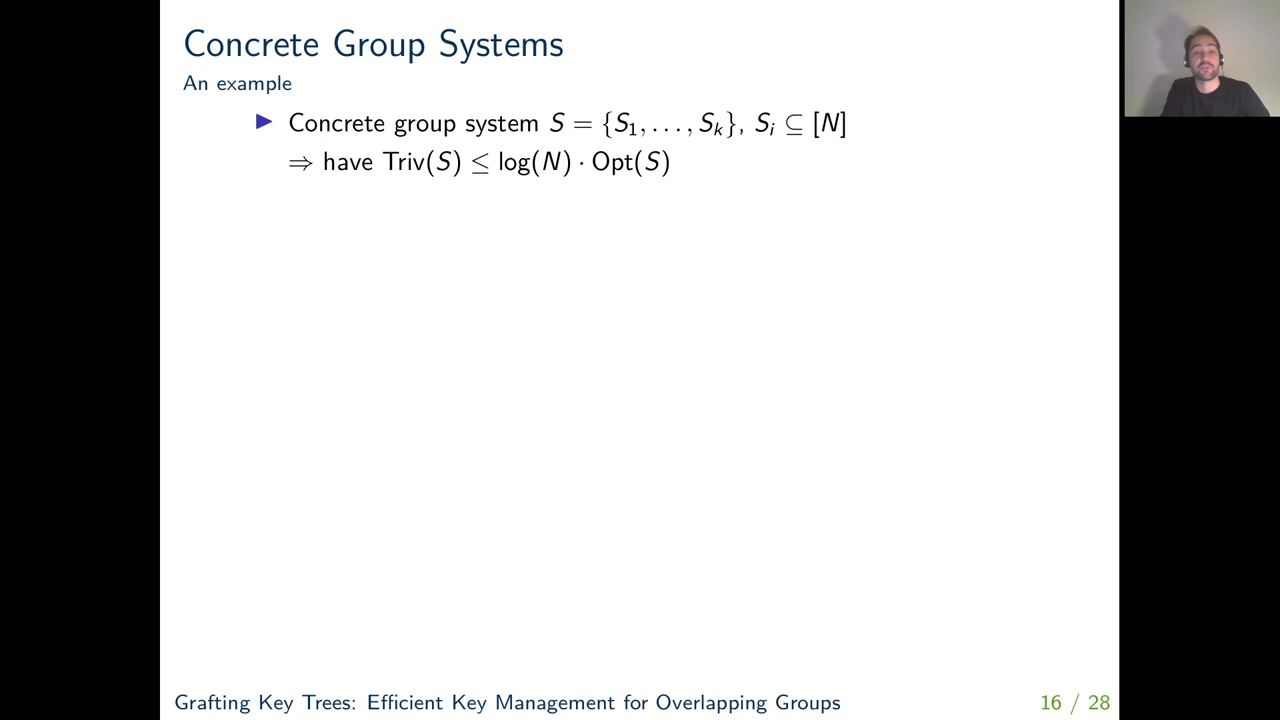 Concrete Group Systems
An example
▶ Concrete group system S = {S₁, . . . , Sₖ}, Sᵢ ⊆ [N]
⇒ have Triv(S) ≤ log(N) · Opt(S)
Grafting Key Trees: Efficient Key Management for Overlapping Groups
16 / 28